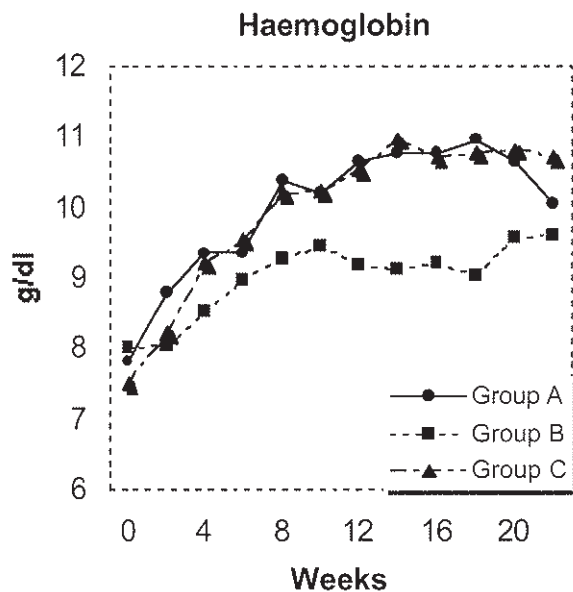 Haemoglobin
12
11
10
9
8
7
6
g/dl
Group A
Group B
Group C
0 4 8 12 16 20
Weeks